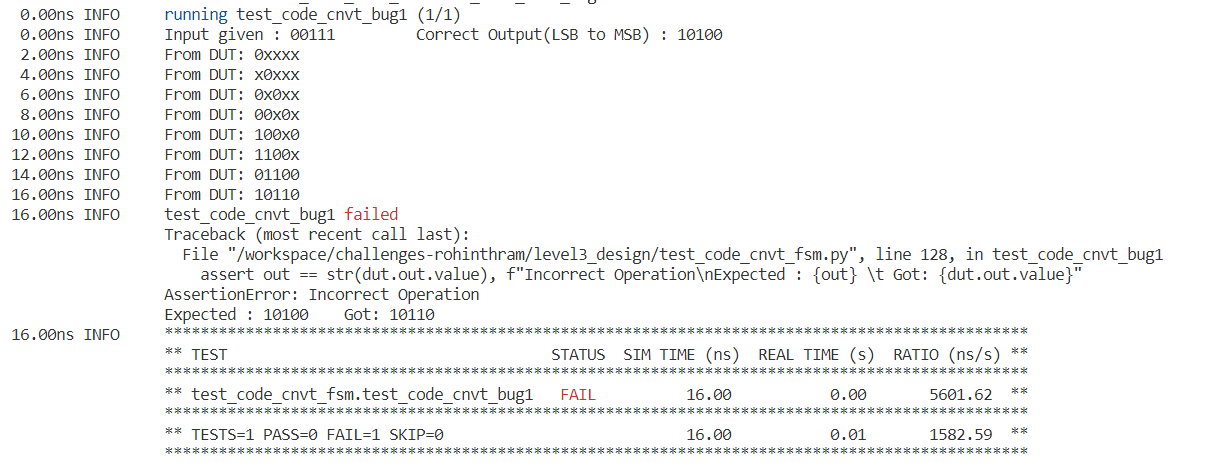 0.00ns INFO running test_code_cnvt_bug1 (1/1)
0.00ns INFO Input given : 00111 Correct Output(LSB to MSB) : 10100
2.00ns INFO From DUT: 0xxxx
4.00ns INFO From DUT: x0xxx
6.00ns INFO From DUT: 0x0xx
8.00ns INFO From DUT: 00x0x
10.00ns INFO From DUT: 100x0
12.00ns INFO From DUT: 1100x
14.00ns INFO From DUT: 01100
16.00ns INFO From DUT: 10110
16.00ns INFO test_code_cnvt_bug1 failed
Traceback (most recent call last):
File "/workspace/challenges-rohinthram/level3_design/test_code_cnvt_fsm.py", line 128, in test_code_cnvt_bug1
assert out == str(dut.out.value), f"Incorrect Operation\nExpected : {out} \t Got: {dut.out.value}"
AssertionError: Incorrect Operation
Expected : 10100 Got: 10110
16.00ns INFO ************************************************************************************************
** TEST STATUS SIM TIME (ns) REAL TIME (s) RATIO (ns/s) **
************************************************************************************************
** test_code_cnvt_fsm.test_code_cnvt_bug1 FAIL 16.00 0.00 5601.62 **
************************************************************************************************
** TESTS=1 PASS=0 FAIL=1 SKIP=0 16.00 0.01 1582.59 **
************************************************************************************************